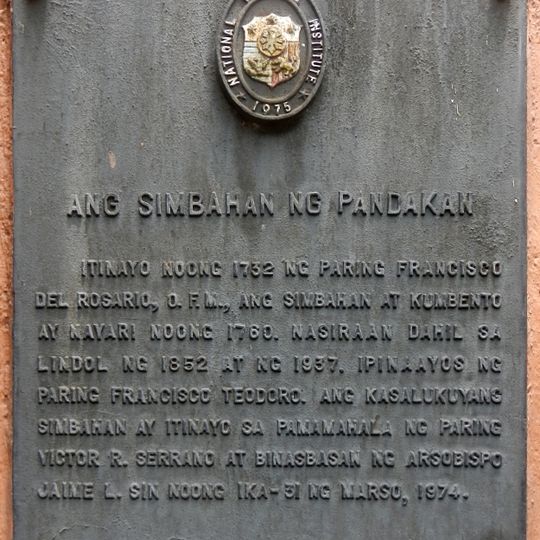 NATIONAL
INSTITUTE
1975
ANG SIMBAHAN NG PANDAKAN
ITINAYO NOONG 1732 NG PARING FRANCISCO
DEL ROSARIO, O.F.M., ANG SIMBAHAN AT KUMBENTO
AY NAYARI NOONG 1760. NASIRAAN DAHIL SA
LINDOL NG 1852 AT NG 1937. IPINAAYOS NG
PARING FRANCISCO TEODORO. ANG KASALUKUYANG
SIMBAHAN AY ITINAYO SA PAMAMAHALA NG PARING
VICTOR R. SERRANO AT BINASBASAN NG ARSOBISPO
JAIME L. SIN NOONG IKA-31 NG MARSO, 1974.